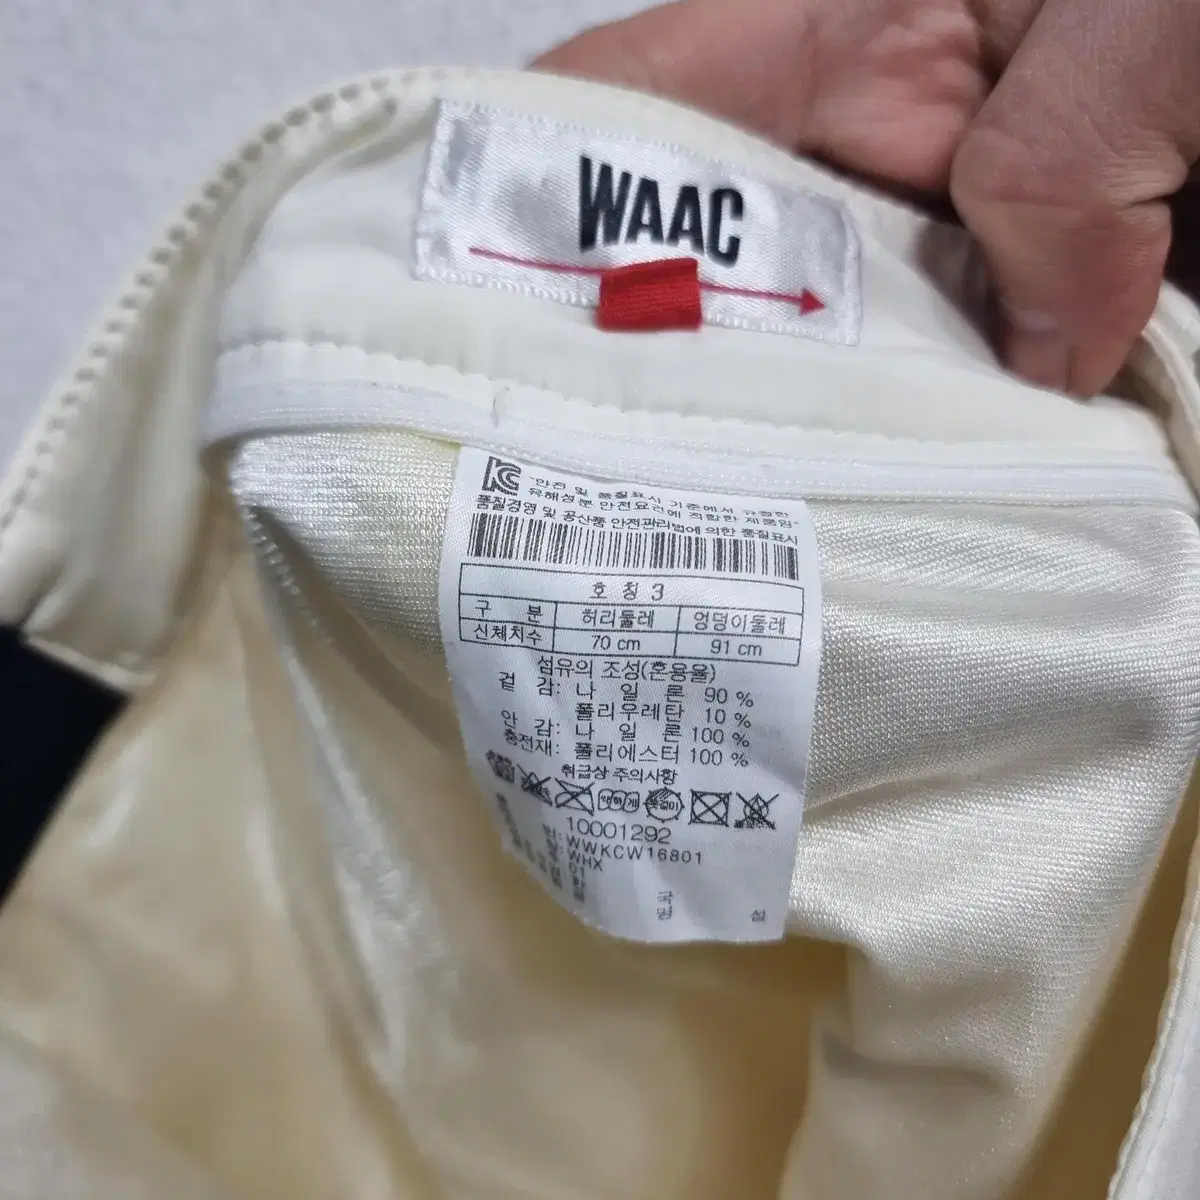 WAAC
"안전 및 품질표시 기준에서 규정한
유해성분 안전요건에 적합한 제품임"
품질경영 및 공산품 안전관리법에 의한 품질표시
호칭 3
구 분 허리둘레 엉덩이둘레
신체치수 70 cm 91 cm
섬유의 조성(혼용율)
겉 감: 나 일 론 90 %
폴리우레탄 10 %
안 감: 나 일 론 100 %
충전재: 폴리에스터 100 %
취급상 주의사항
약하게
10001292
번: WWKCW16801
WHX
01